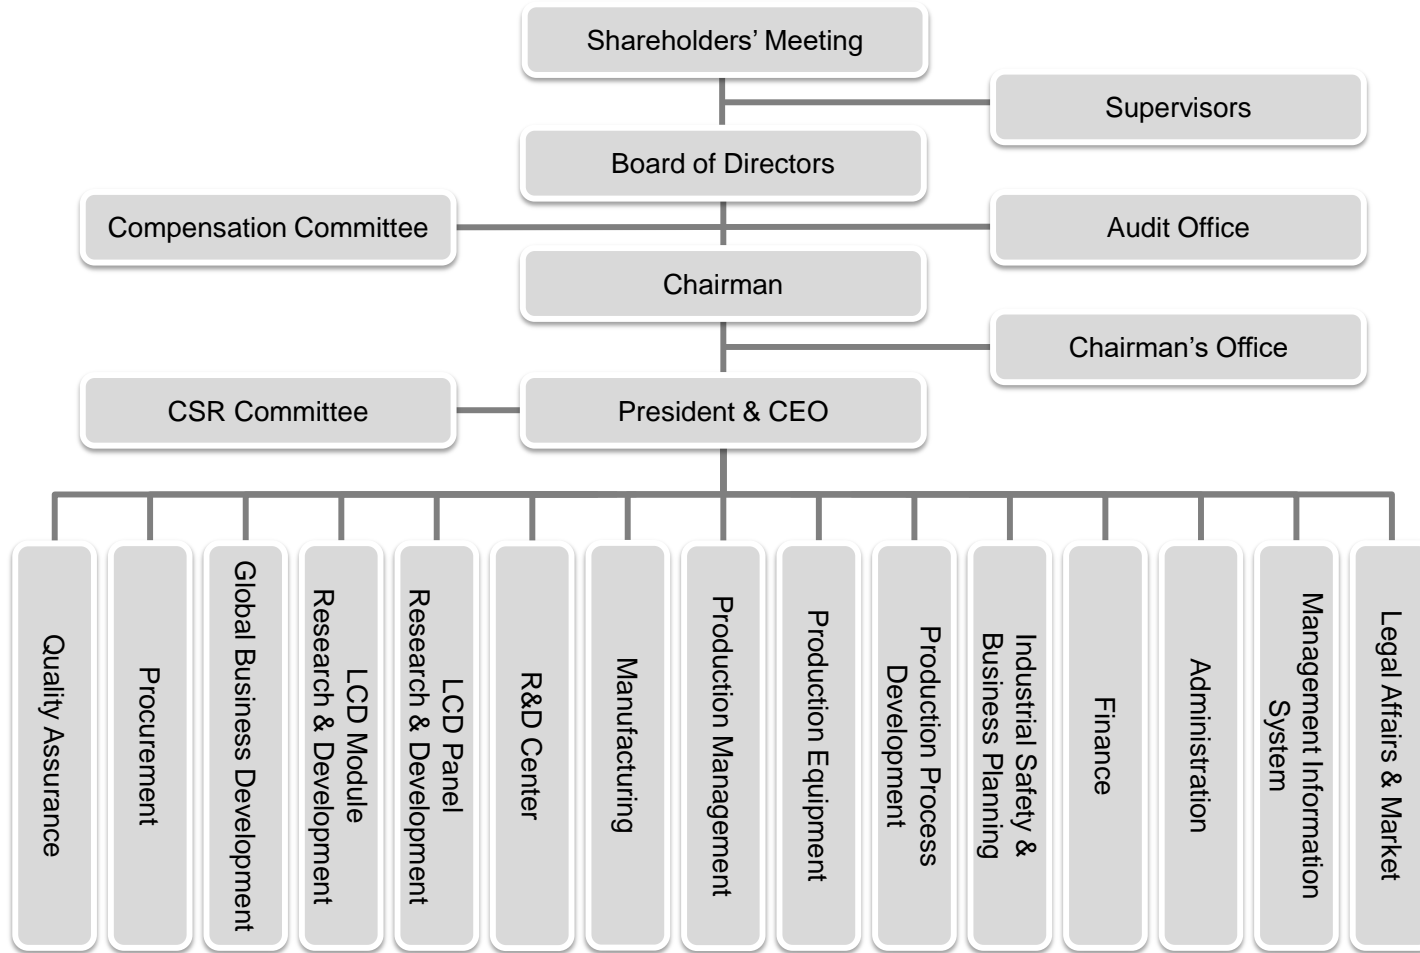 Shareholders’ Meeting
Supervisors
Board of Directors
Compensation Committee
Audit Office
Chairman
Chairman’s Office
CSR Committee
President & CEO
Quality Assurance
Procurement
Global Business Development
LCD Module
Research & Development
LCD Panel
Research & Development
R&D Center
Manufacturing
Production Management
Production Equipment
Production Process
Development
Industrial Safety &
Business Planning
Finance
Administration
Management Information
System
Legal Affairs & Market